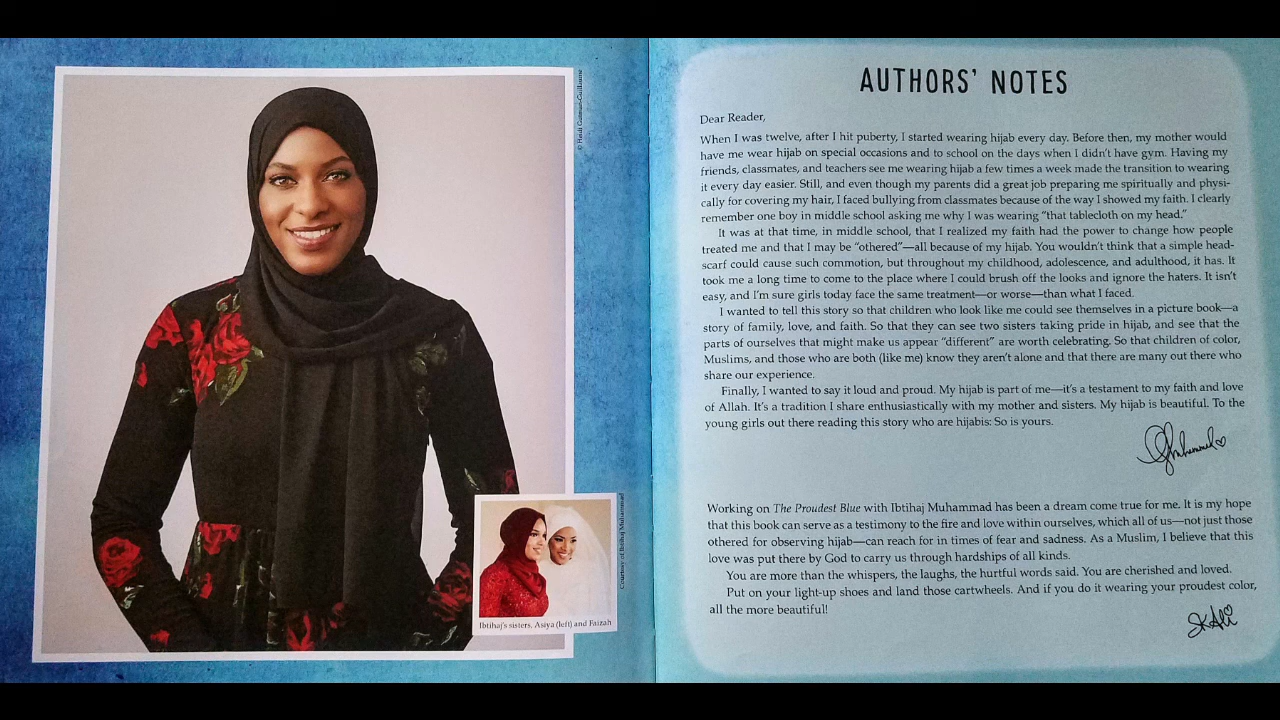 © Heidi Gutman-Guillaume
Courtesy of Ibtihaj Muhammad
Ibtihaj's sisters, Asiya (left) and Faizah
AUTHORS' NOTES
Dear Reader,
When I was twelve, after I hit puberty, I started wearing hijab every day. Before then, my mother would
have me wear hijab on special occasions and to school on the days when I didn't have gym. Having my
friends, classmates, and teachers see me wearing hijab a few times a week made the transition to wearing
it every day easier. Still, and even though my parents did a great job preparing me spiritually and physi-
cally for covering my hair, I faced bullying from classmates because of the way I showed my faith. I clearly
remember one boy in middle school asking me why I was wearing "that tablecloth on my head."
It was at that time, in middle school, that I realized my faith had the power to change how people
treated me and that I may be "othered"—all because of my hijab. You wouldn't think that a simple head-
scarf could cause such commotion, but throughout my childhood, adolescence, and adulthood, it has. It
took me a long time to come to the place where I could brush off the looks and ignore the haters. It isn't
easy, and I'm sure girls today face the same treatment—or worse—than what I faced.
I wanted to tell this story so that children who look like me could see themselves in a picture book—a
story of family, love, and faith. So that they can see two sisters taking pride in hijab, and see that the
parts of ourselves that might make us appear "different" are worth celebrating. So that children of color,
Muslims, and those who are both (like me) know they aren't alone and that there are many out there who
share our experience.
Finally, I wanted to say it loud and proud. My hijab is part of me—it's a testament to my faith and love
of Allah. It's a tradition I share enthusiastically with my mother and sisters. My hijab is beautiful. To the
young girls out there reading this story who are hijabis: So is yours.
Working on The Proudest Blue with Ibtihaj Muhammad has been a dream come true for me. It is my hope
that this book can serve as a testimony to the fire and love within ourselves, which all of us—not just those
othered for observing hijab—can reach for in times of fear and sadness. As a Muslim, I believe that this
love was put there by God to carry us through hardships of all kinds.
You are more than the whispers, the laughs, the hurtful words said. You are cherished and loved.
Put on your light-up shoes and land those cartwheels. And if you do it wearing your proudest color,
all the more beautiful!
SK Ali